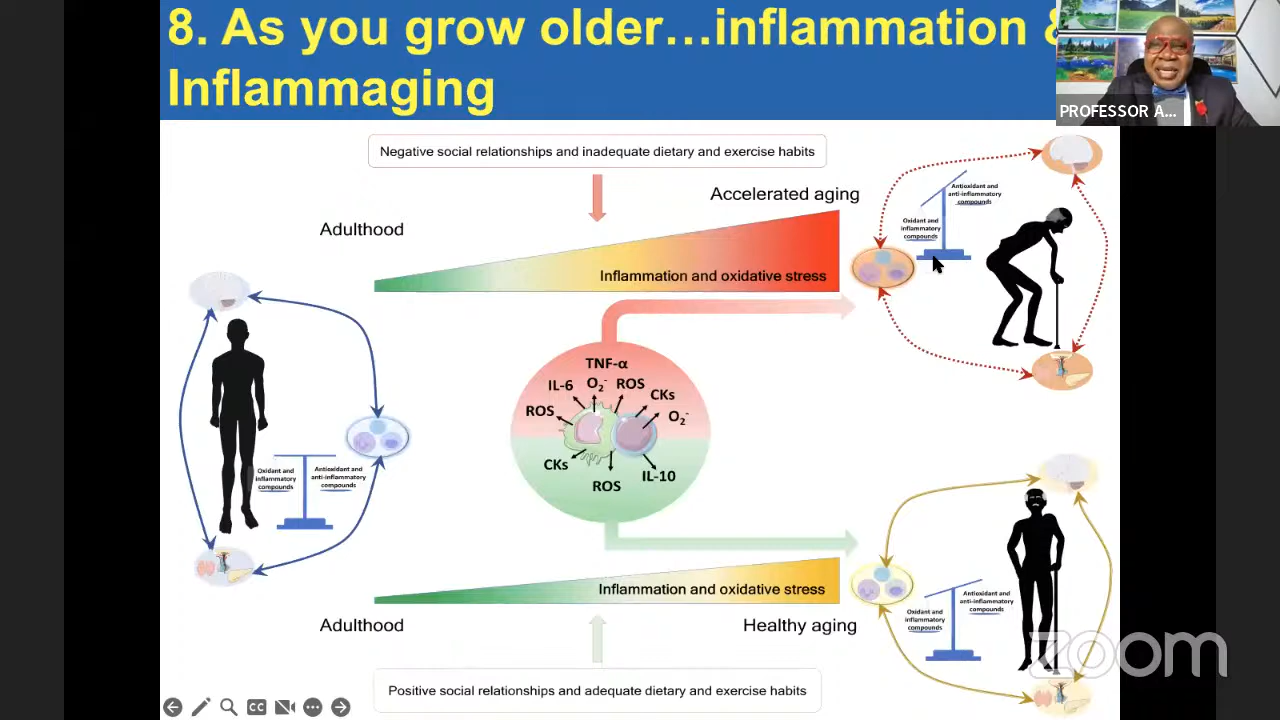 8. As you grow older…inflammation &
Inflammaging
PROFESSOR A...
Negative social relationships and inadequate dietary and exercise habits
Accelerated aging
Adulthood
Inflammation and oxidative stress
Antioxidant and
anti-inflammatory
compounds
Oxidant and
inflammatory
compounds
TNF-α
IL-6
O₂⁻
ROS
CKs
ROS
O₂⁻
CKs
ROS
IL-10
Oxidant and
inflammatory
compounds
Antioxidant and
anti-inflammatory
compounds
Inflammation and oxidative stress
Adulthood
Healthy aging
Antioxidant and
anti-inflammatory
compounds
Oxidant and
inflammatory
compounds
Positive social relationships and adequate dietary and exercise habits
CC
zoom